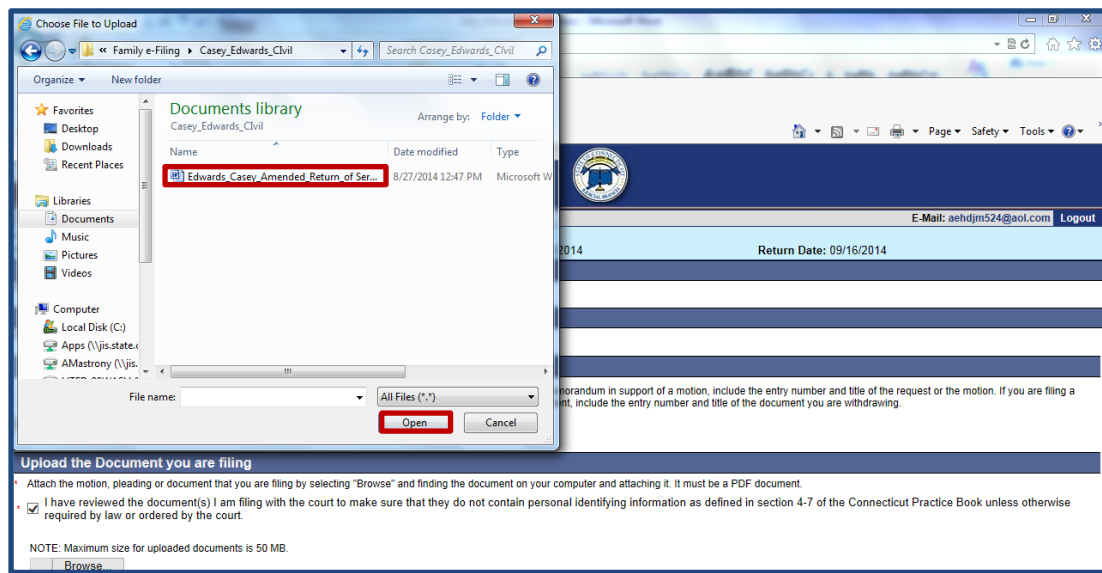 Choose File to Upload
« Family e-Filing ▸ Casey_Edwards_CIvil
Search Casey_Edwards_CIvil
Organize ▾ New folder
Favorites
Desktop
Downloads
Recent Places
Libraries
Documents
Music
Pictures
Videos
Computer
Local Disk (C:)
Apps (\\jis.state.c
AMastrony (\\jis.
Documents library
Casey_Edwards_CIvil
Arrange by: Folder ▾
Name Date modified Type
Edwards_Casey_Amended_Return_of Ser... 8/27/2014 12:47 PM Microsoft W
File name:
All Files (*.*)
Open Cancel
Page ▾ Safety ▾ Tools ▾
E-Mail: aehdjm524@aol.com Logout
2014 Return Date: 09/16/2014
morandum in support of a motion, include the entry number and title of the request or the motion. If you are filing a
ent, include the entry number and title of the document you are withdrawing.
Upload the Document you are filing
* Attach the motion, pleading or document that you are filing by selecting "Browse" and finding the document on your computer and attaching it. It must be a PDF document.
* I have reviewed the document(s) I am filing with the court to make sure that they do not contain personal identifying information as defined in section 4-7 of the Connecticut Practice Book unless otherwise
required by law or ordered by the court.
NOTE: Maximum size for uploaded documents is 50 MB.
Browse...